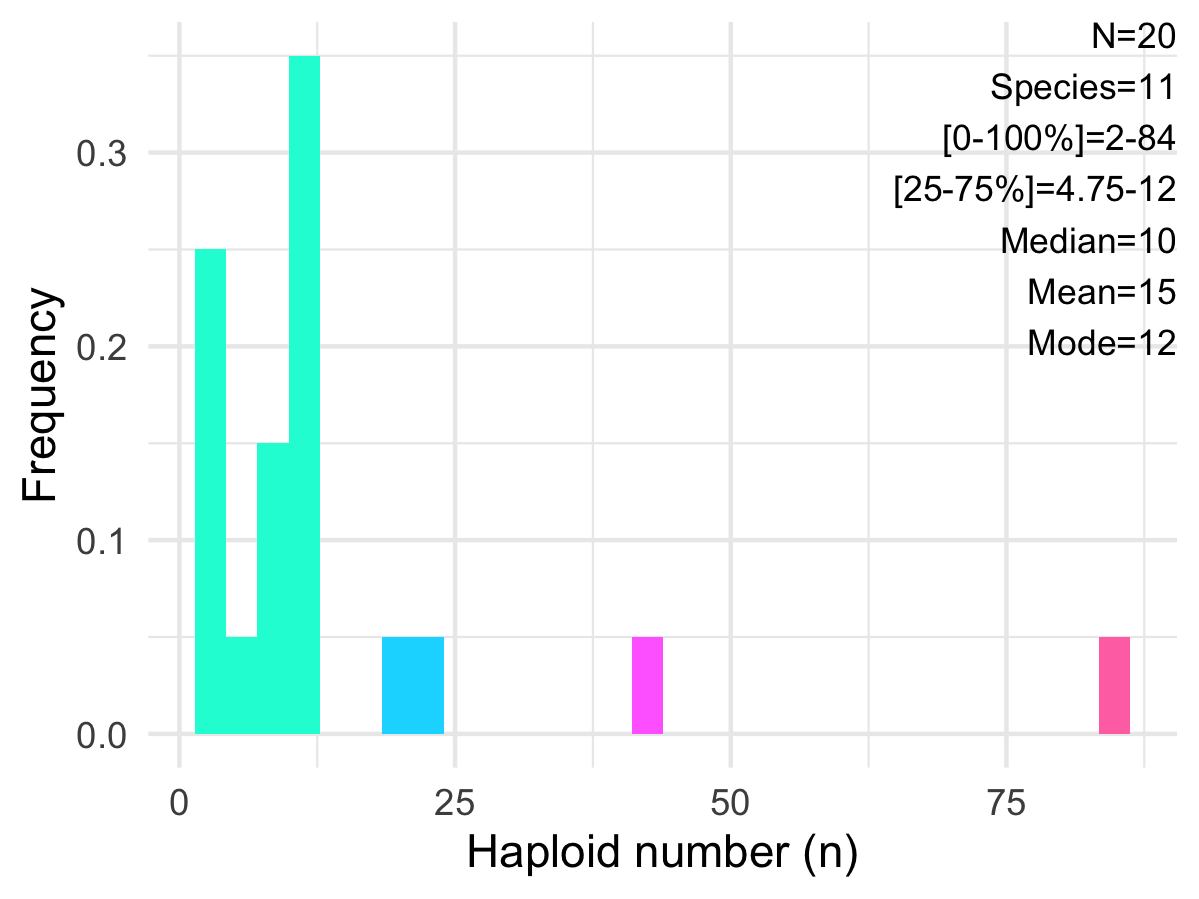 N=20
Species=11
[0-100%]=2-84
[25-75%]=4.75-12
Median=10
Mean=15
Mode=12
Frequency
0.3
0.2
0.1
0.0
0 25 50 75
Haploid number (n)